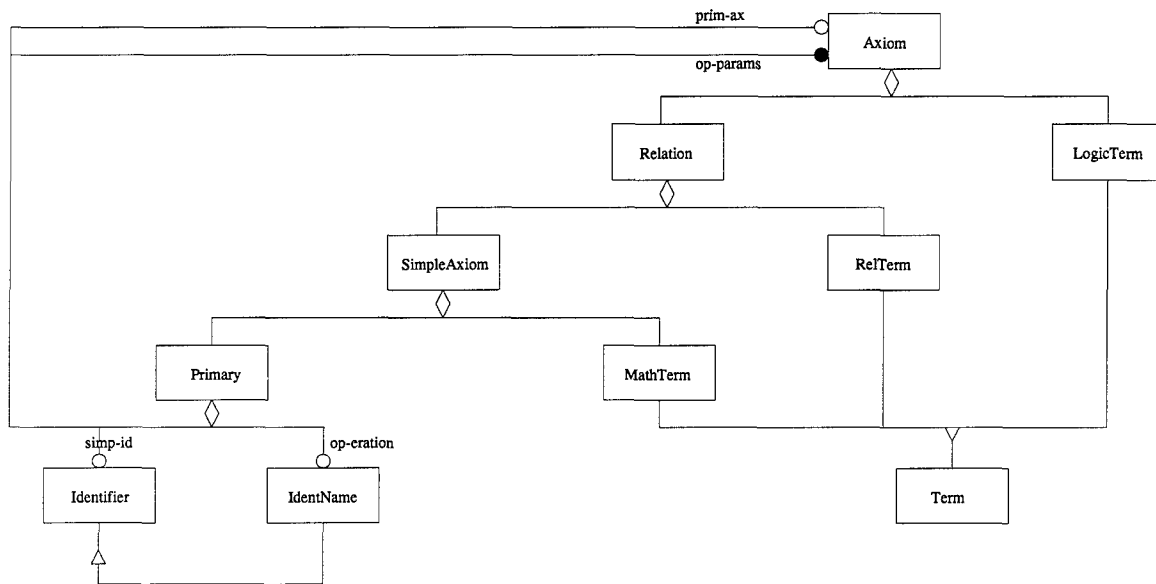 prim-ax
Axiom
op-params
Relation
LogicTerm
SimpleAxiom
RelTerm
Primary
MathTerm
simp-id
op-eration
Identifier
IdentName
Term